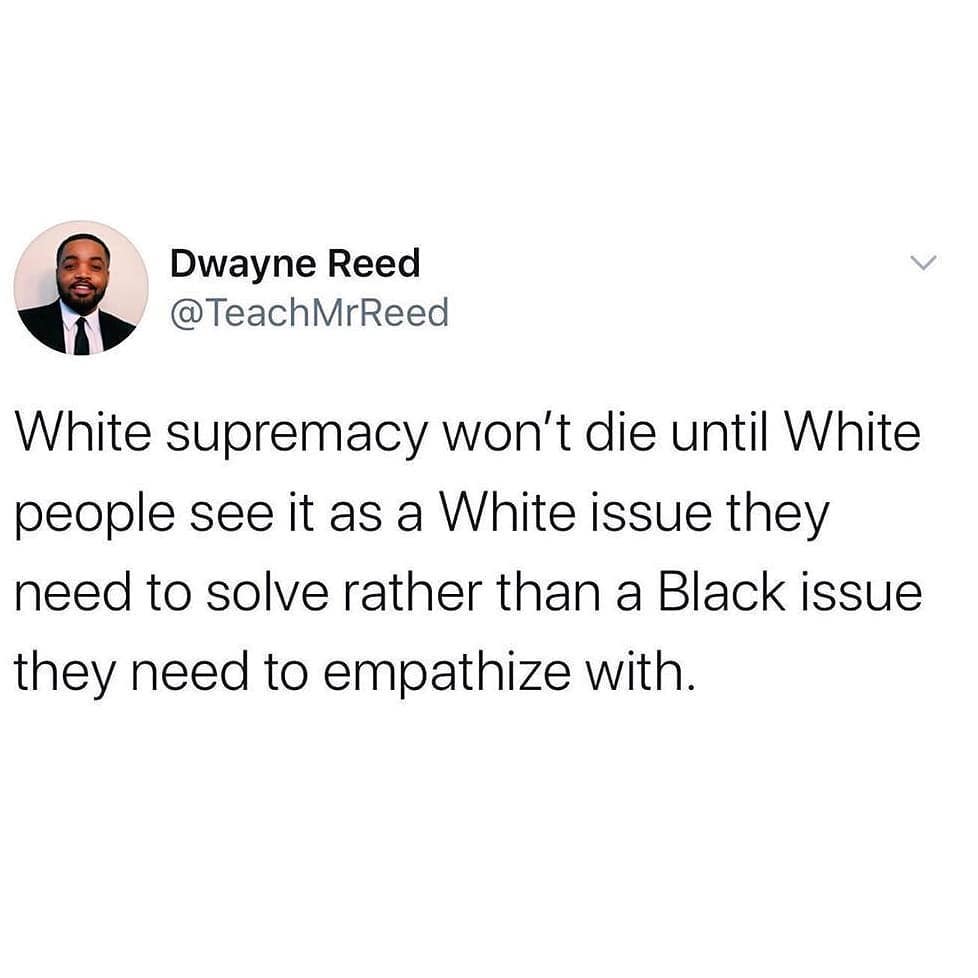 Dwayne Reed
@TeachMrReed
White supremacy won’t die until White
people see it as a White issue they
need to solve rather than a Black issue
they need to empathize with.